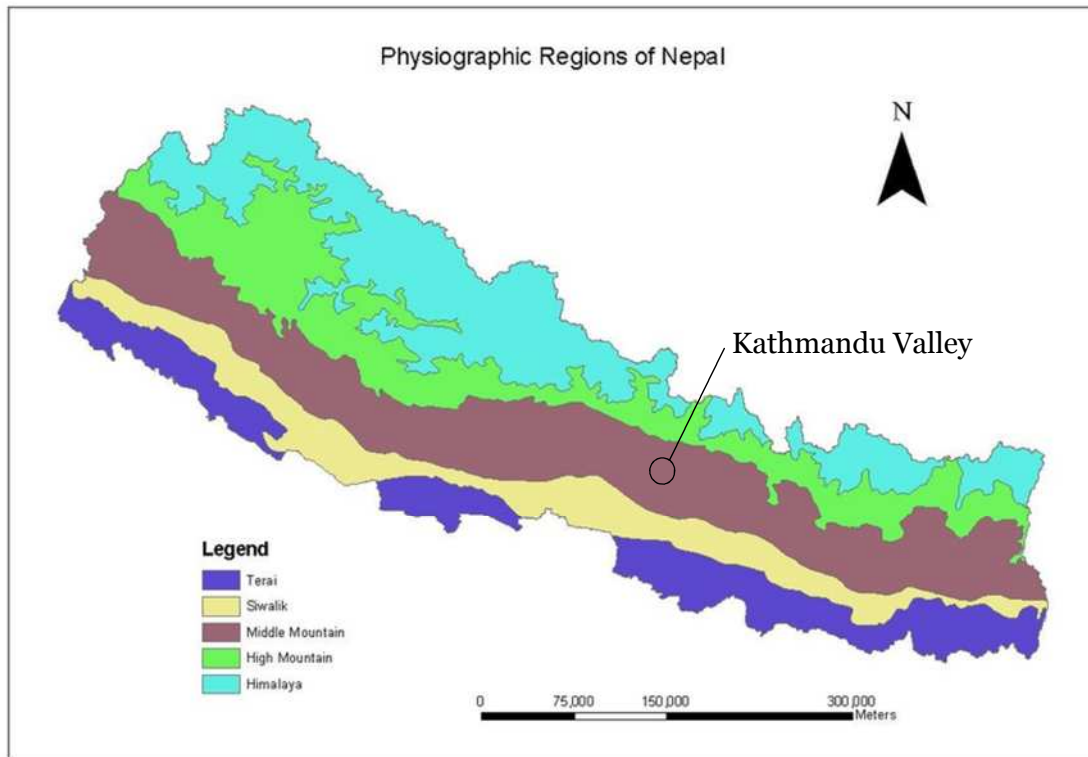 Physiographic Regions of Nepal
N
Kathmandu Valley
Legend
Terai
Siwalik
Middle Mountain
High Mountain
Himalaya
0 75,000 150,000 300,000
Meters